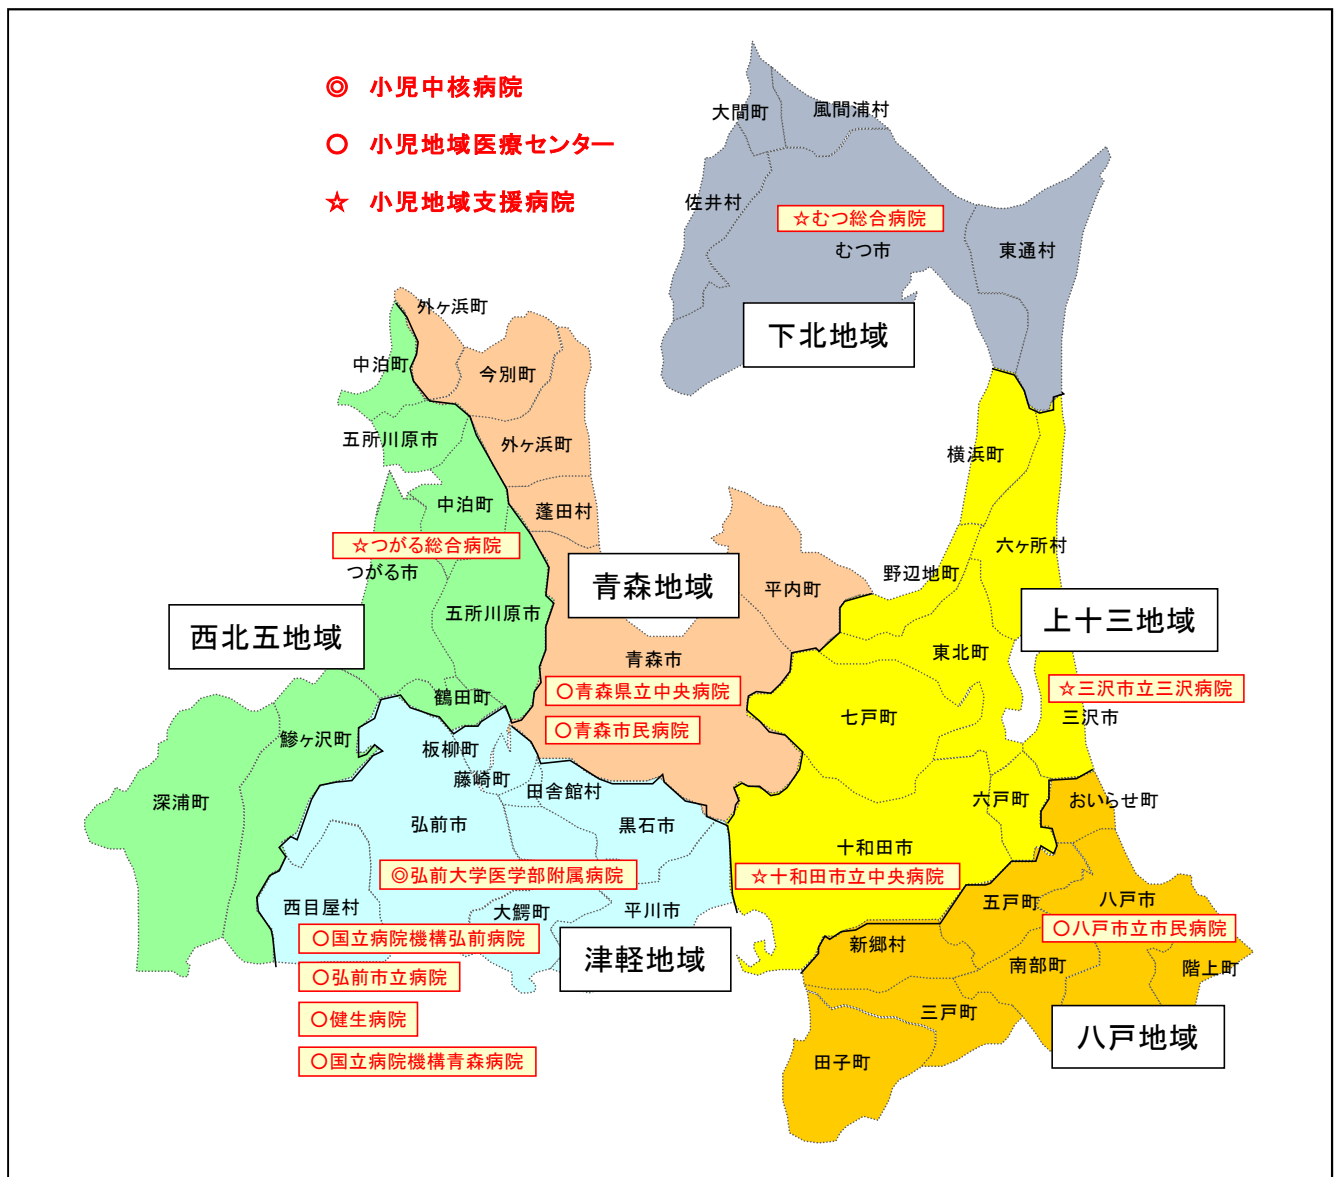 ◎ 小児中核病院
○ 小児地域医療センター
☆ 小児地域支援病院
大間町
風間浦村
佐井村
☆むつ総合病院
むつ市
東通村
下北地域
外ヶ浜町
中泊町
今別町
五所川原市
外ヶ浜町
横浜町
中泊町
蓬田村
☆つがる総合病院
つがる市
六ヶ所村
野辺地町
青森地域
平内町
五所川原市
西北五地域
上十三地域
青森市
東北町
○青森県立中央病院
☆三沢市立三沢病院
鶴田町
七戸町
三沢市
○青森市民病院
鰺ヶ沢町
板柳町
藤崎町
田舎館村
深浦町
六戸町
おいらせ町
弘前市
黒石市
十和田市
◎弘前大学医学部附属病院
☆十和田市立中央病院
西目屋村
大鰐町
平川市
五戸町
八戸市
○国立病院機構弘前病院
○八戸市立市民病院
新郷村
津軽地域
南部町
階上町
○弘前市立病院
三戸町
○健生病院
八戸地域
○国立病院機構青森病院
田子町